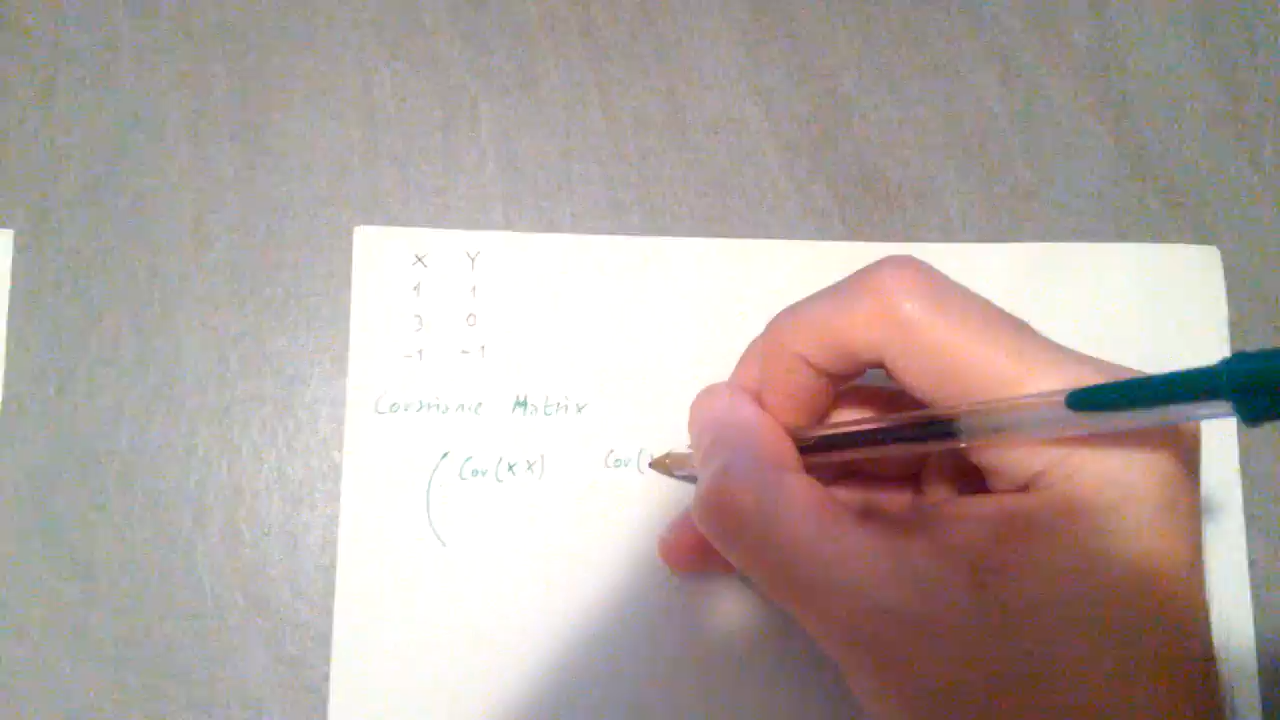 X Y
1 1
3 0
-1 -1
Covariance Matrix
( Cov(X X) Cov(